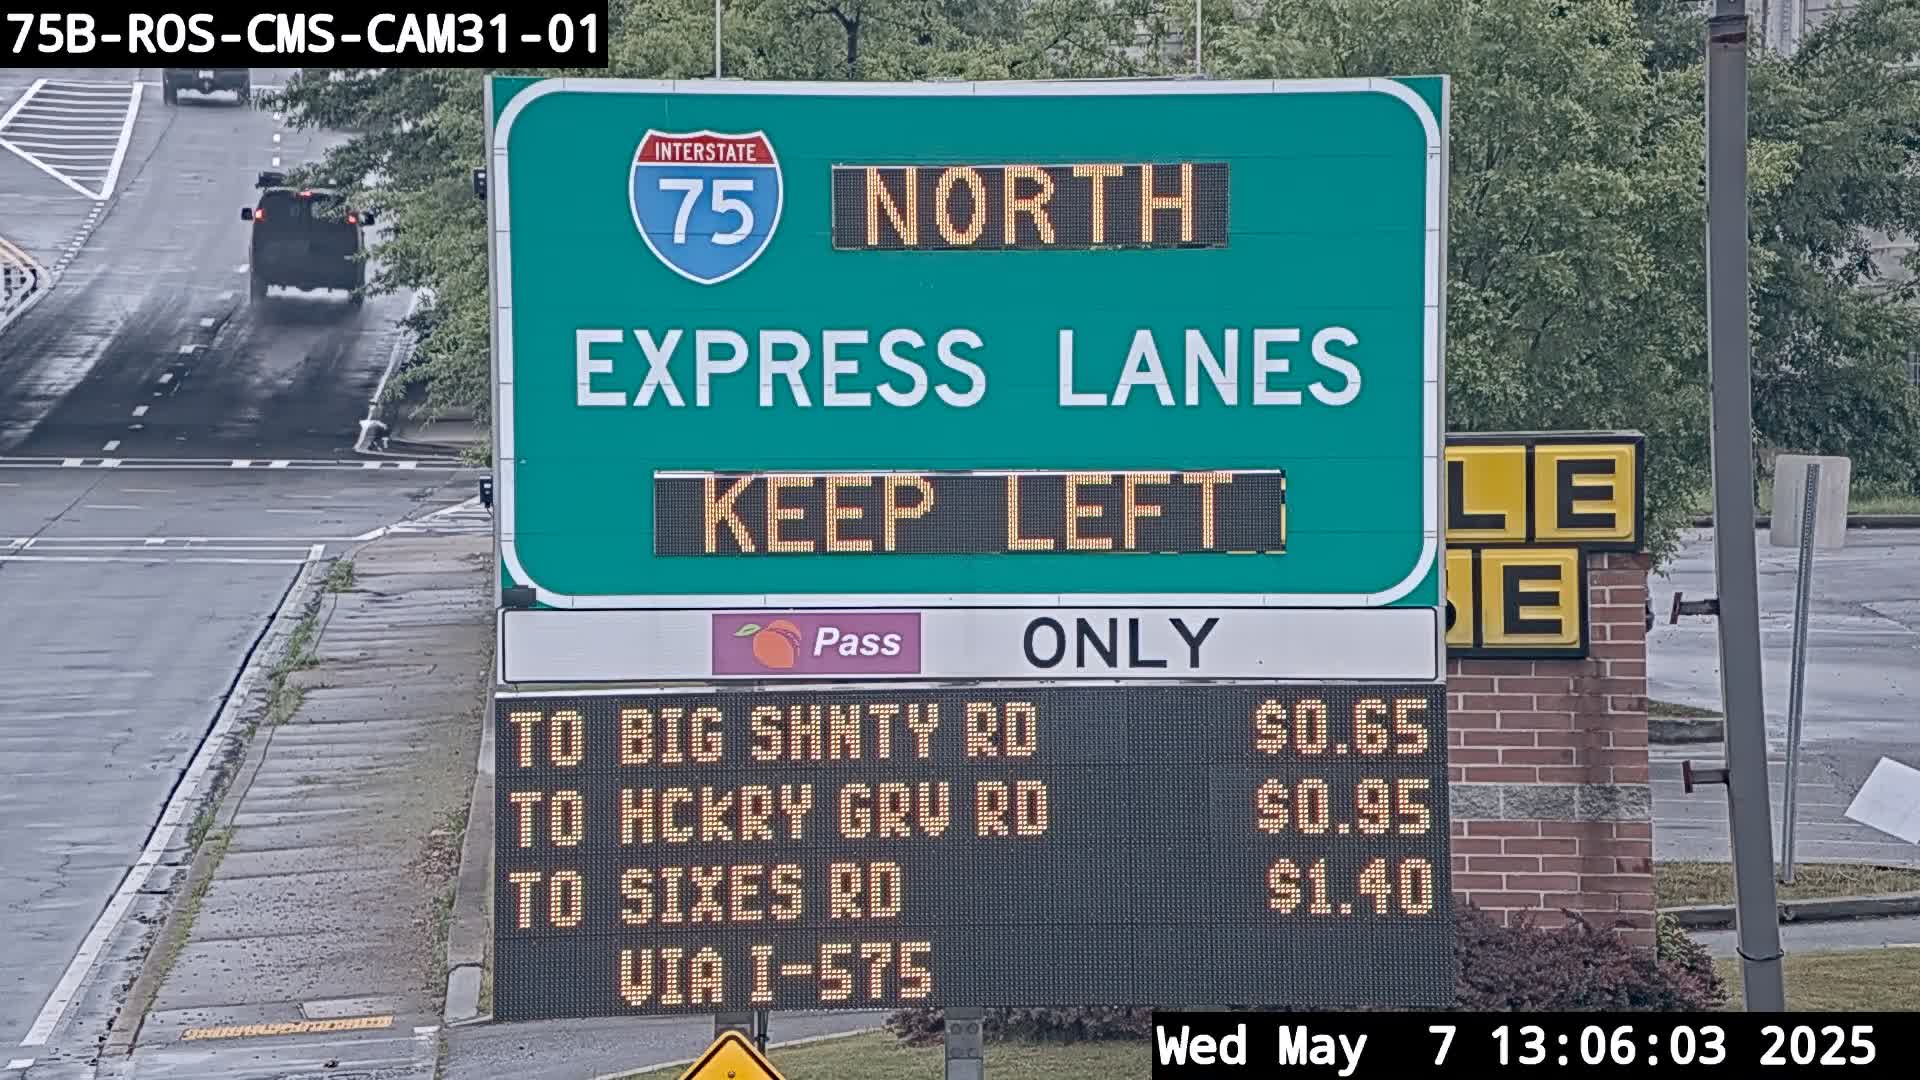 75B-ROS-CMS-CAM31-01
INTERSTATE
75
NORTH
EXPRESS LANES
KEEP LEFT
Pass ONLY
TO BIG SHNTY RD $0.65
TO HCKRY GRV RD $0.95
TO SIXES RD $1.40
VIA I-575
LE
E
Wed May 7 13:06:03 2025